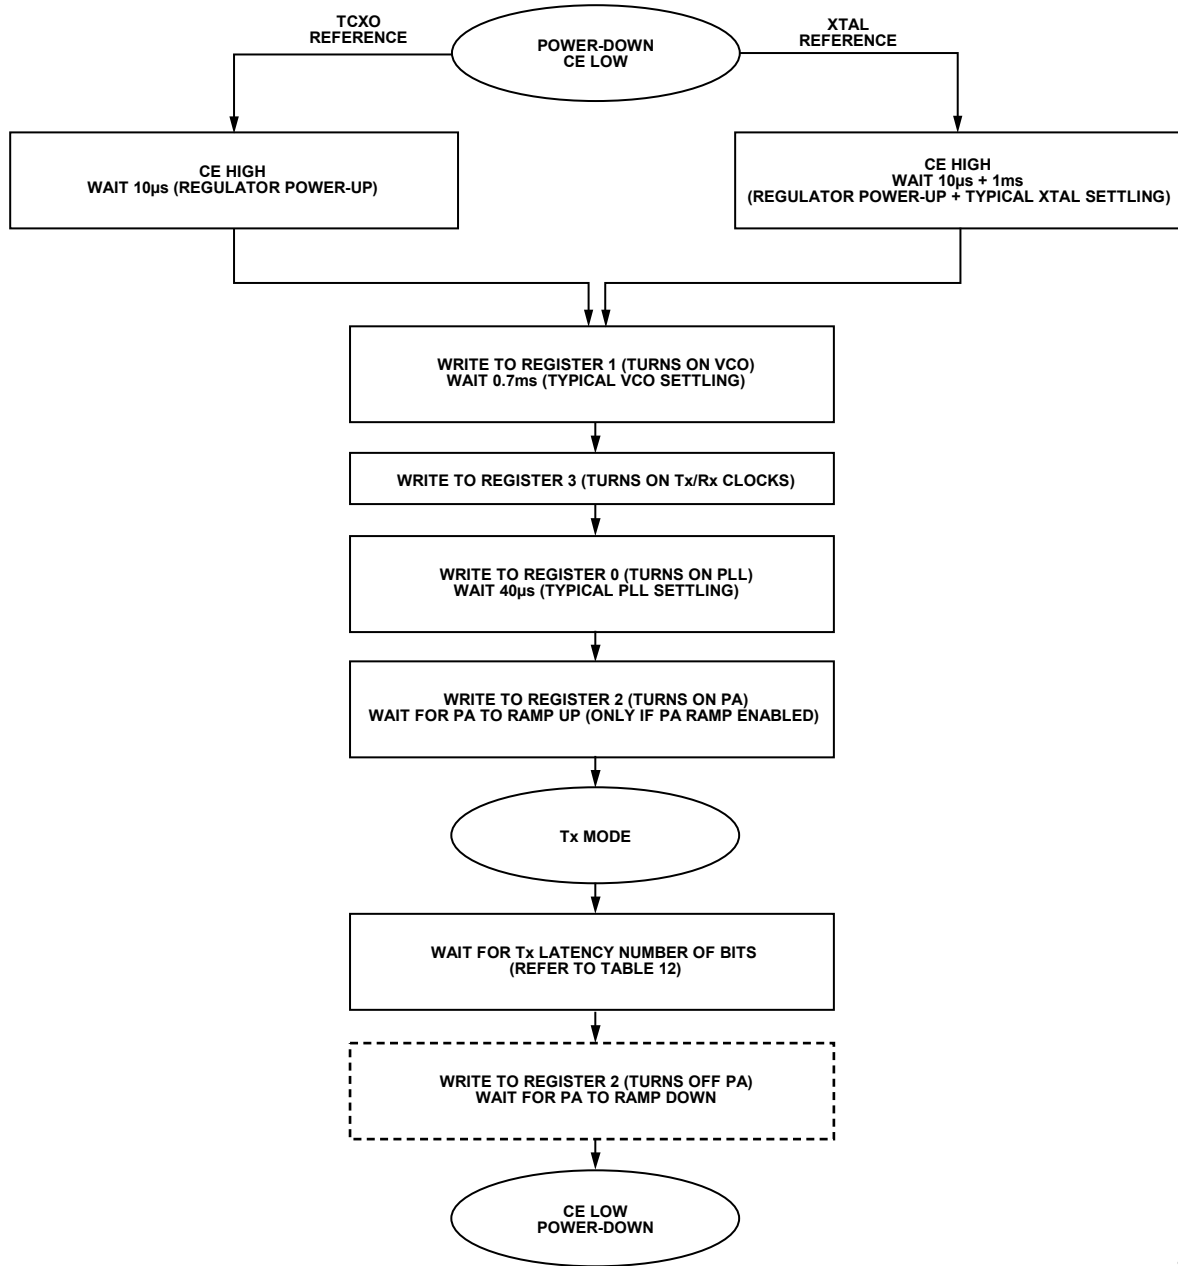 TCXO
REFERENCE
POWER-DOWN
CE LOW
XTAL
REFERENCE
CE HIGH
WAIT 10µs (REGULATOR POWER-UP)
CE HIGH
WAIT 10µs + 1ms
(REGULATOR POWER-UP + TYPICAL XTAL SETTLING)
WRITE TO REGISTER 1 (TURNS ON VCO)
WAIT 0.7ms (TYPICAL VCO SETTLING)
WRITE TO REGISTER 3 (TURNS ON Tx/Rx CLOCKS)
WRITE TO REGISTER 0 (TURNS ON PLL)
WAIT 40µs (TYPICAL PLL SETTLING)
WRITE TO REGISTER 2 (TURNS ON PA)
WAIT FOR PA TO RAMP UP (ONLY IF PA RAMP ENABLED)
Tx MODE
WAIT FOR Tx LATENCY NUMBER OF BITS
(REFER TO TABLE 12)
WRITE TO REGISTER 2 (TURNS OFF PA)
WAIT FOR PA TO RAMP DOWN
CE LOW
POWER-DOWN